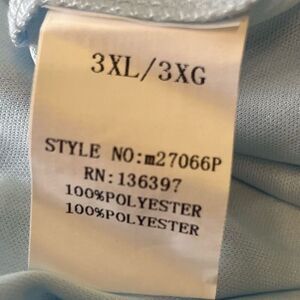 3XL/3XG
STYLE NO:m27066P
RN:136397
100%POLYESTER
100%POLYESTER